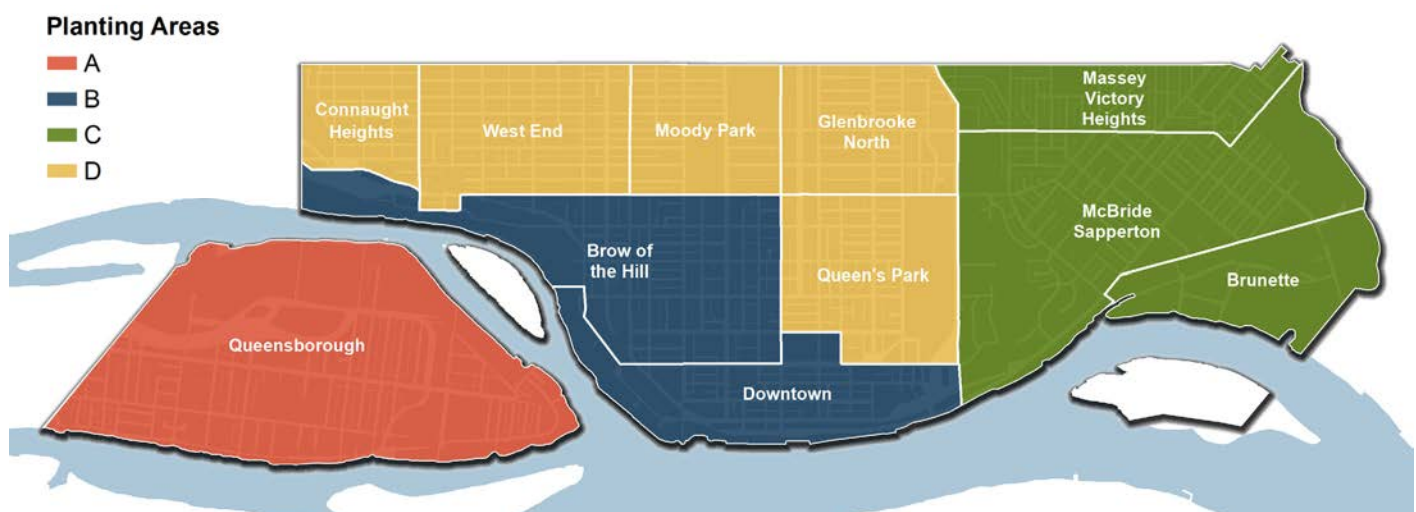 Planting Areas
A
B
C
D
Connaught
Heights
West End
Moody Park
Glenbrooke
North
Massey
Victory
Heights
McBride
Sapperton
Brow of
the Hill
Queen's Park
Brunette
Queensborough
Downtown